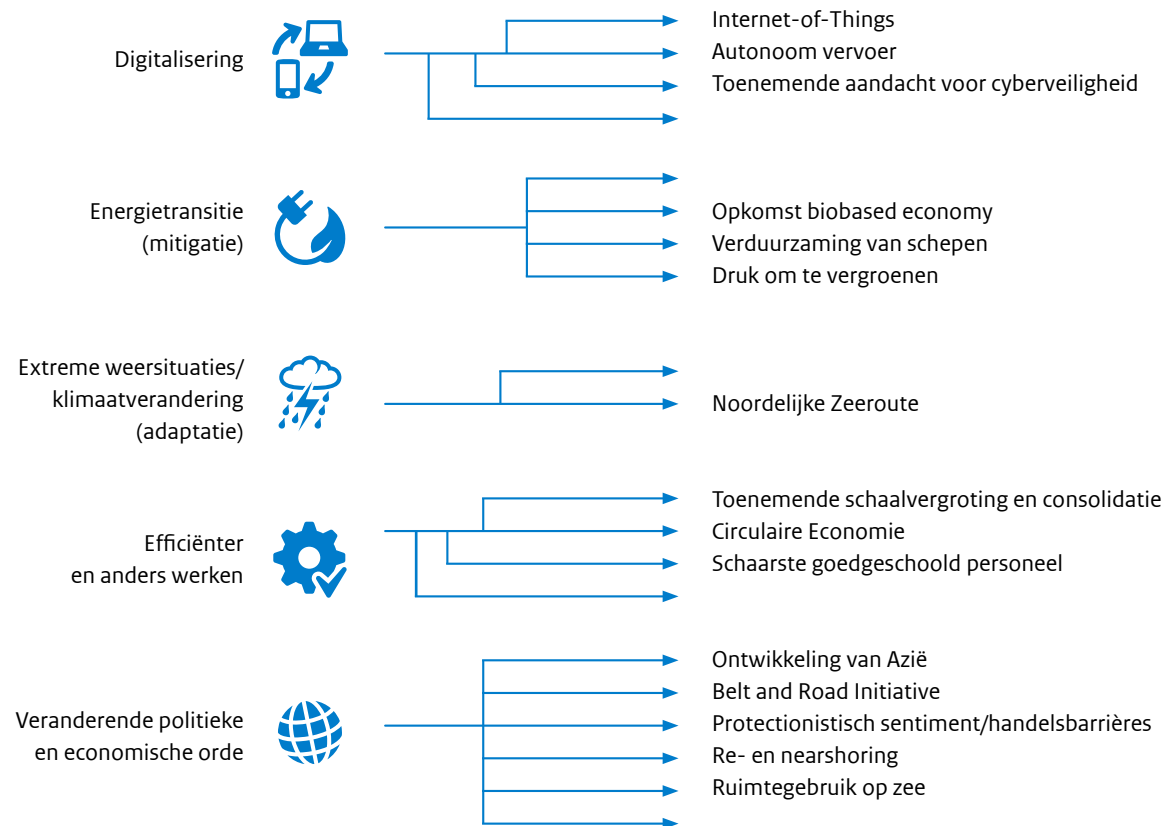 Digitalisering
Internet-of-Things
Autonoom vervoer
Toenemende aandacht voor cyberveiligheid
Energietransitie
(mitigatie)
Opkomst biobased economy
Verduurzaming van schepen
Druk om te vergroenen
Extreme weersituaties/
klimaatverandering
(adaptatie)
Noordelijke Zeeroute
Efficiënter
en anders werken
Toenemende schaalvergroting en consolidatie
Circulaire Economie
Schaarste goedgeschoold personeel
Veranderende politieke
en economische orde
Ontwikkeling van Azië
Belt and Road Initiative
Protectionistisch sentiment/handelsbarrières
Re- en nearshoring
Ruimtegebruik op zee